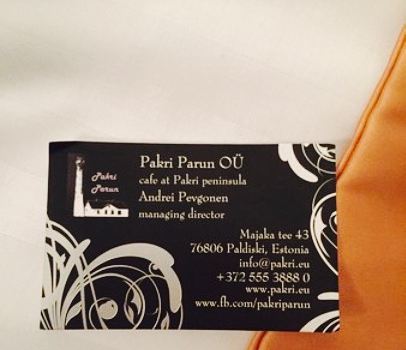 Pakri
Parun
Pakri Parun OÜ
cafe at Pakri peninsula
Andrei Pevgonen
managing director
Majaka tee 43
76806 Paldiski, Estonia
info@pakri.eu
+372 555 3888 0
www.pakri.eu
www.fb.com/pakriparun